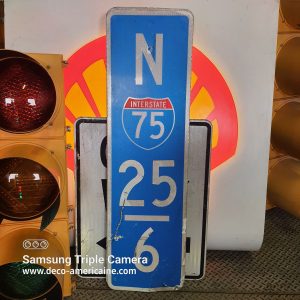 N
INTERSTATE
75
25
6
Samsung Triple Camera
www.deco-americaine.com